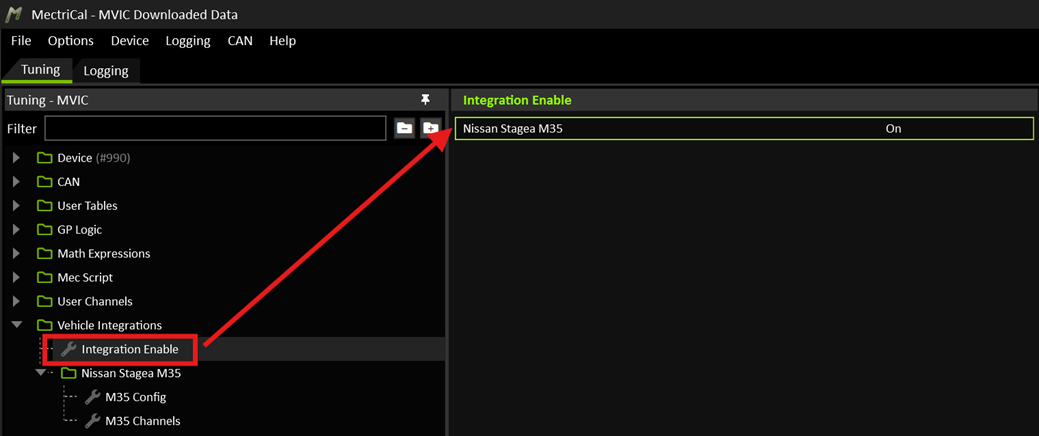 MectriCal - MVIC Downloaded Data
File Options Device Logging CAN Help
Tuning Logging
Tuning - MVIC
Filter
Device (#990)
CAN
User Tables
GP Logic
Math Expressions
Mec Script
User Channels
Vehicle Integrations
Integration Enable
Nissan Stagea M35
M35 Config
M35 Channels
Integration Enable
Nissan Stagea M35 On